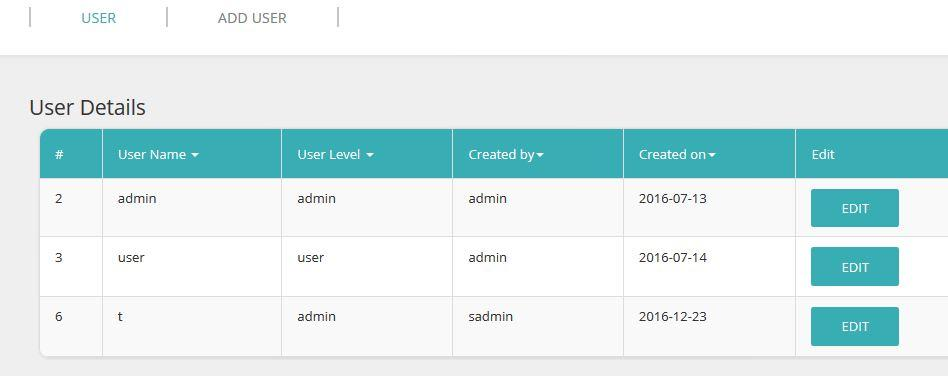 USER ADD USER
User Details
# User Name User Level Created by Created on Edit
2 admin admin admin 2016-07-13 EDIT
3 user user admin 2016-07-14 EDIT
6 t admin sadmin 2016-12-23 EDIT